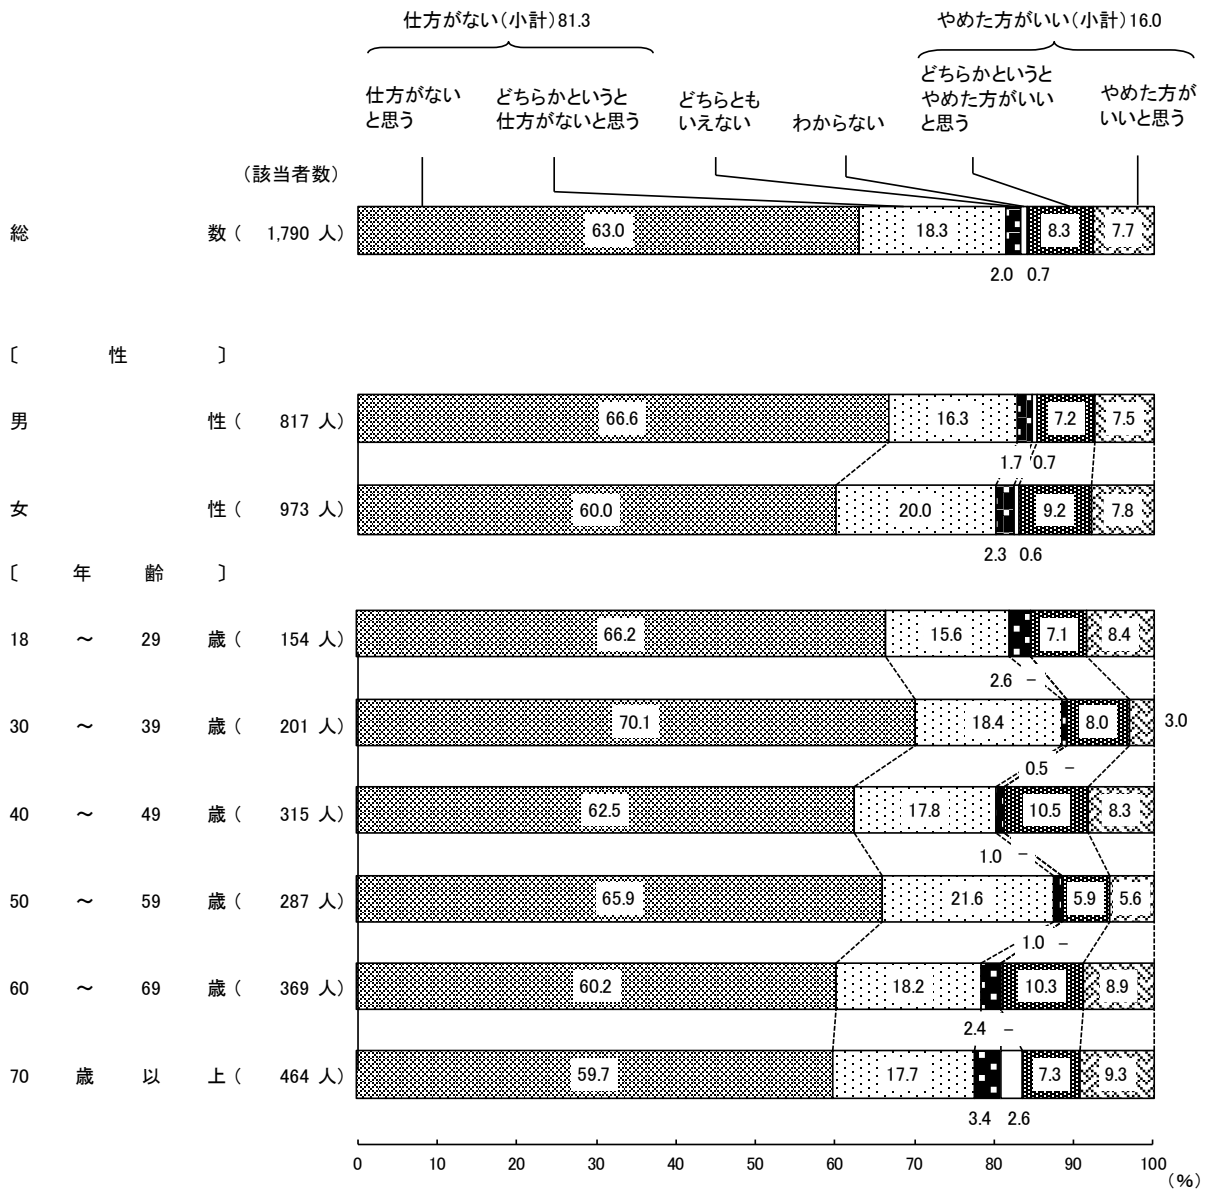 仕方がない（小計）81.3
やめた方がいい（小計）16.0
仕方がない
と思う
どちらかというと
仕方がないと思う
どちらとも
いえない
わからない
どちらかというと
やめた方がいい
と思う
やめた方が
いいと思う
（該当者数）
総 数（ 1,790 人） 63.0 18.3 8.3 7.7
2.0 0.7
〔 性 〕
男 性（ 817 人） 66.6 16.3 7.2 7.5
1.7 0.7
女 性（ 973 人） 60.0 20.0 9.2 7.8
2.3 0.6
〔 年 齢 〕
18 ～ 29 歳（ 154 人） 66.2 15.6 7.1 8.4
2.6 －
30 ～ 39 歳（ 201 人） 70.1 18.4 8.0 3.0
0.5 －
40 ～ 49 歳（ 315 人） 62.5 17.8 10.5 8.3
1.0 －
50 ～ 59 歳（ 287 人） 65.9 21.6 5.9 5.6
1.0 －
60 ～ 69 歳（ 369 人） 60.2 18.2 10.3 8.9
2.4 －
70 歳 以 上（ 464 人） 59.7 17.7 7.3 9.3
3.4 2.6
0 10 20 30 40 50 60 70 80 90 100
（％）